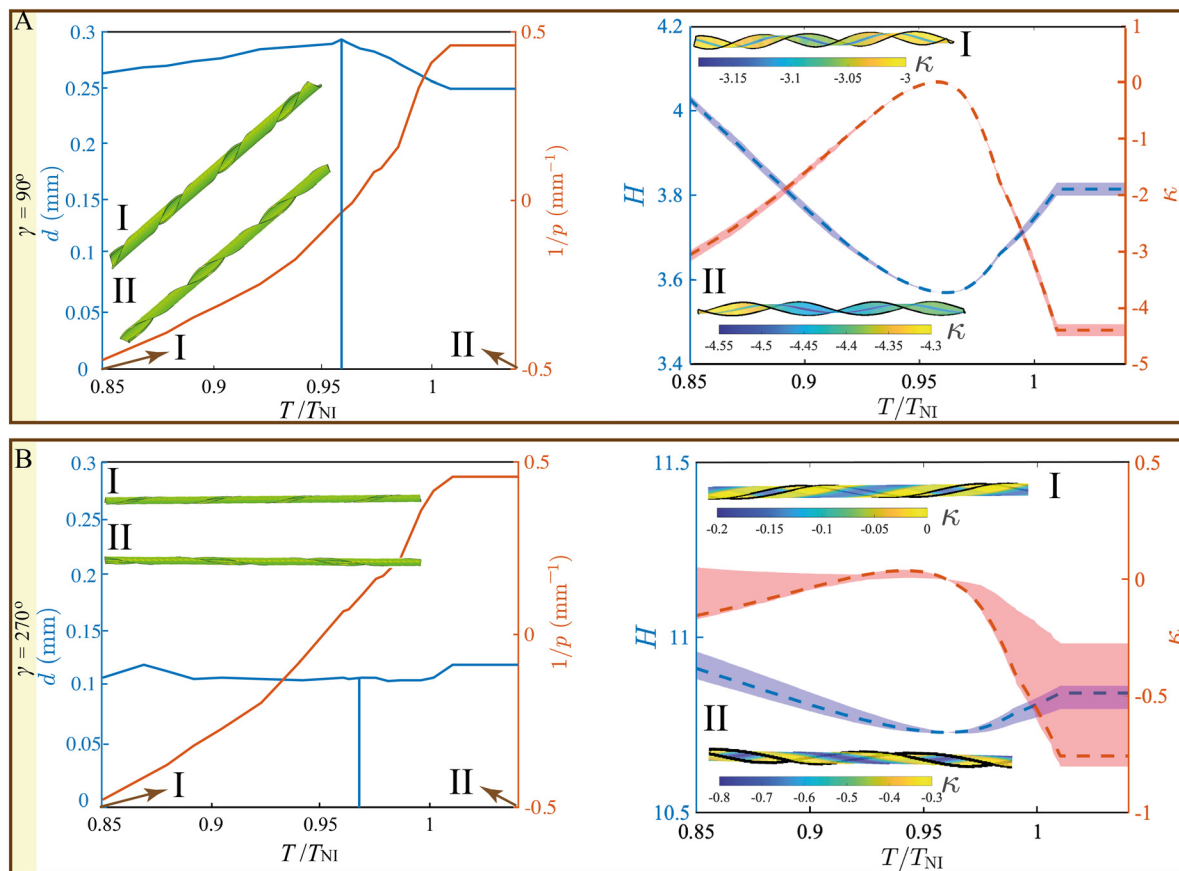 A
γ = 90º
d (mm)
0.3
0.25
0.2
0.15
0.1
0.05
0
I
II
I
II
0.85
0.9
0.95
1
T/TNI
0.5
0
-0.5
1/p (mm⁻¹)
H
4.2
4
3.8
3.6
3.4
I
κ
-3.15
-3.1
-3.05
-3
II
κ
-4.55
-4.5
-4.45
-4.4
-4.35
-4.3
0.85
0.9
0.95
1
T/TNI
1
0
-1
-2
-3
-4
-5
κ
B
γ = 270º
d (mm)
0.3
0.25
0.2
0.15
0.1
0.05
0
I
II
I
II
0.85
0.9
0.95
1
T/TNI
0.5
0
-0.5
1/p (mm⁻¹)
H
11.5
11
10.5
I
κ
-0.2
-0.15
-0.1
-0.05
0
II
κ
-0.8
-0.7
-0.6
-0.5
-0.4
-0.3
0.85
0.9
0.95
1
T/TNI
0.5
0
-0.5
-1
κ